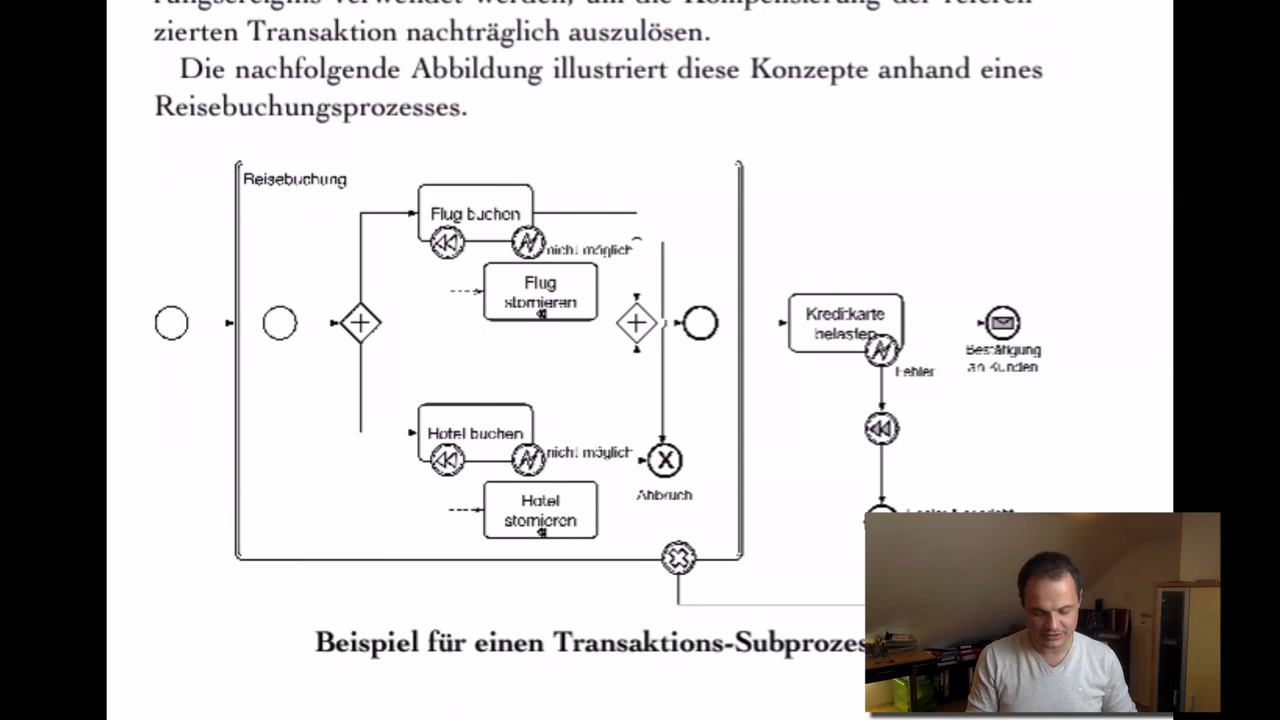 zierten Transaktion nachträglich auszulösen.
Die nachfolgende Abbildung illustriert diese Konzepte anhand eines
Reisebuchungsprozesses.
Reisebuchung
Flug buchen
nicht möglich
Flug
stornieren
Kreditkarte
belasten
Fehler
Bestätigung
an Kunden
Hotel buchen
nicht möglich
Hotel
stornieren
X
Abbruch
Beispiel für einen Transaktions-Subprozes